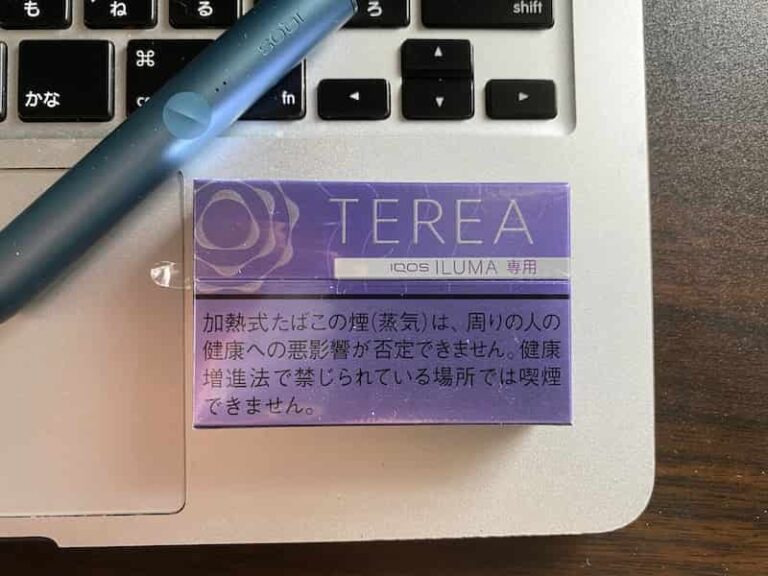 も
ね
る
ろ
shift
かな
⌘
fn
IQOS
TEREA
IQOS ILUMA 専用
加熱式たばこの煙(蒸気)は、周りの人の
健康への悪影響が否定できません。健康
増進法で禁じられている場所では喫煙
できません。